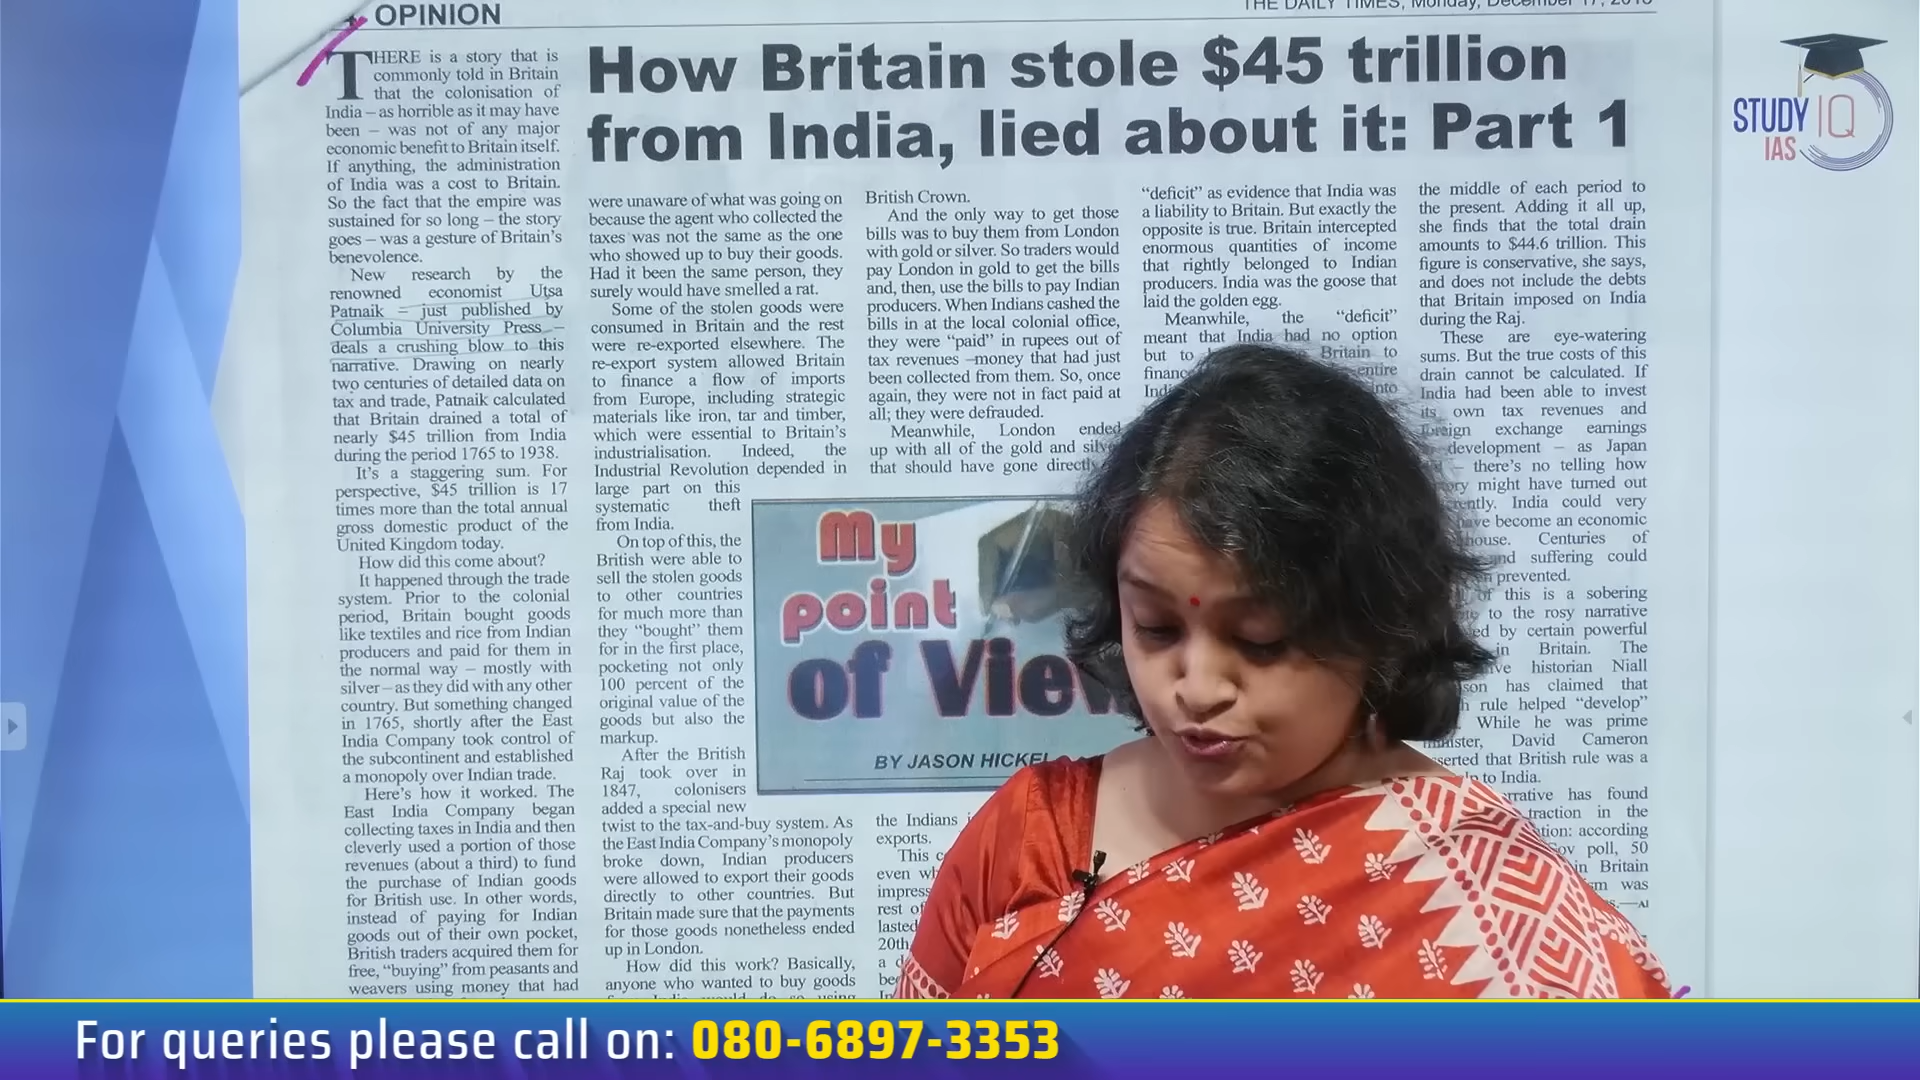 OPINION
THE DAILY TIMES, Monday, December 17, 2018
How Britain stole $45 trillion
from India, lied about it: Part 1
STUDY IQ
IAS
THERE is a story that is
commonly told in Britain
that the colonisation of
India – as horrible as it may have
been – was not of any major
economic benefit to Britain itself.
If anything, the administration
of India was a cost to Britain.
So the fact that the empire was
sustained for so long – the story
goes – was a gesture of Britain's
benevolence.
New research by the
renowned economist Utsa
Patnaik – just published by
Columbia University Press –
deals a crushing blow to this
narrative. Drawing on nearly
two centuries of detailed data on
tax and trade, Patnaik calculated
that Britain drained a total of
nearly $45 trillion from India
during the period 1765 to 1938.
It's a staggering sum. For
perspective, $45 trillion is 17
times more than the total annual
gross domestic product of the
United Kingdom today.
How did this come about?
It happened through the trade
system. Prior to the colonial
period, Britain bought goods
like textiles and rice from Indian
producers and paid for them in
the normal way – mostly with
silver – as they did with any other
country. But something changed
in 1765, shortly after the East
India Company took control of
the subcontinent and established
a monopoly over Indian trade.
Here's how it worked. The
East India Company began
collecting taxes in India and then
cleverly used a portion of those
revenues (about a third) to fund
the purchase of Indian goods
for British use. In other words,
instead of paying for Indian
goods out of their own pocket,
British traders acquired them for
free, "buying" from peasants and
weavers using money that had
were unaware of what was going on
because the agent who collected the
taxes was not the same as the one
who showed up to buy their goods.
Had it been the same person, they
surely would have smelled a rat.
Some of the stolen goods were
consumed in Britain and the rest
were re-exported elsewhere. The
re-export system allowed Britain
to finance a flow of imports
from Europe, including strategic
materials like iron, tar and timber,
which were essential to Britain's
industrialisation. Indeed, the
Industrial Revolution depended in
large part on this
systematic theft
from India.
On top of this, the
British were able to
sell the stolen goods
to other countries
for much more than
they "bought" them
for in the first place,
pocketing not only
100 percent of the
original value of the
goods but also the
markup.
After the British
Raj took over in
1847, colonisers
added a special new
twist to the tax-and-buy system. As
the East India Company's monopoly
broke down, Indian producers
were allowed to export their goods
directly to other countries. But
Britain made sure that the payments
for those goods nonetheless ended
up in London.
How did this work? Basically,
anyone who wanted to buy goods
British Crown.
And the only way to get those
bills was to buy them from London
with gold or silver. So traders would
pay London in gold to get the bills
and, then, use the bills to pay Indian
producers. When Indians cashed the
bills in at the local colonial office,
they were "paid" in rupees out of
tax revenues –money that had just
been collected from them. So, once
again, they were not in fact paid at
all; they were defrauded.
Meanwhile, London ended
up with all of the gold and silver
that should have gone directly
My
point
of View
BY JASON HICKEL
the Indians
exports.
This
even
impress
rest of
lasted
20th
a
"deficit" as evidence that India was
a liability to Britain. But exactly the
opposite is true. Britain intercepted
enormous quantities of income
that rightly belonged to Indian
producers. India was the goose that
laid the golden egg.
Meanwhile, the "deficit"
meant that India had no option
but to Britain to
entire
into
the middle of each period to
the present. Adding it all up,
she finds that the total drain
amounts to $44.6 trillion. This
figure is conservative, she says,
and does not include the debts
that Britain imposed on India
during the Raj.
These are eye-watering
sums. But the true costs of this
drain cannot be calculated. If
India had been able to invest
its own tax revenues and
foreign exchange earnings
development – as Japan
– there's no telling how
might have turned out
India could very
have become an economic
Centuries of
and suffering could
prevented.
of this is a sobering
to the rosy narrative
by certain powerful
in Britain. The
historian Niall
has claimed that
rule helped "develop"
While he was prime
minister, David Cameron
asserted that British rule was a
to India.
narrative has found
traction in the
according
poll, 50
in Britain
was
For queries please call on: 080-6897-3353